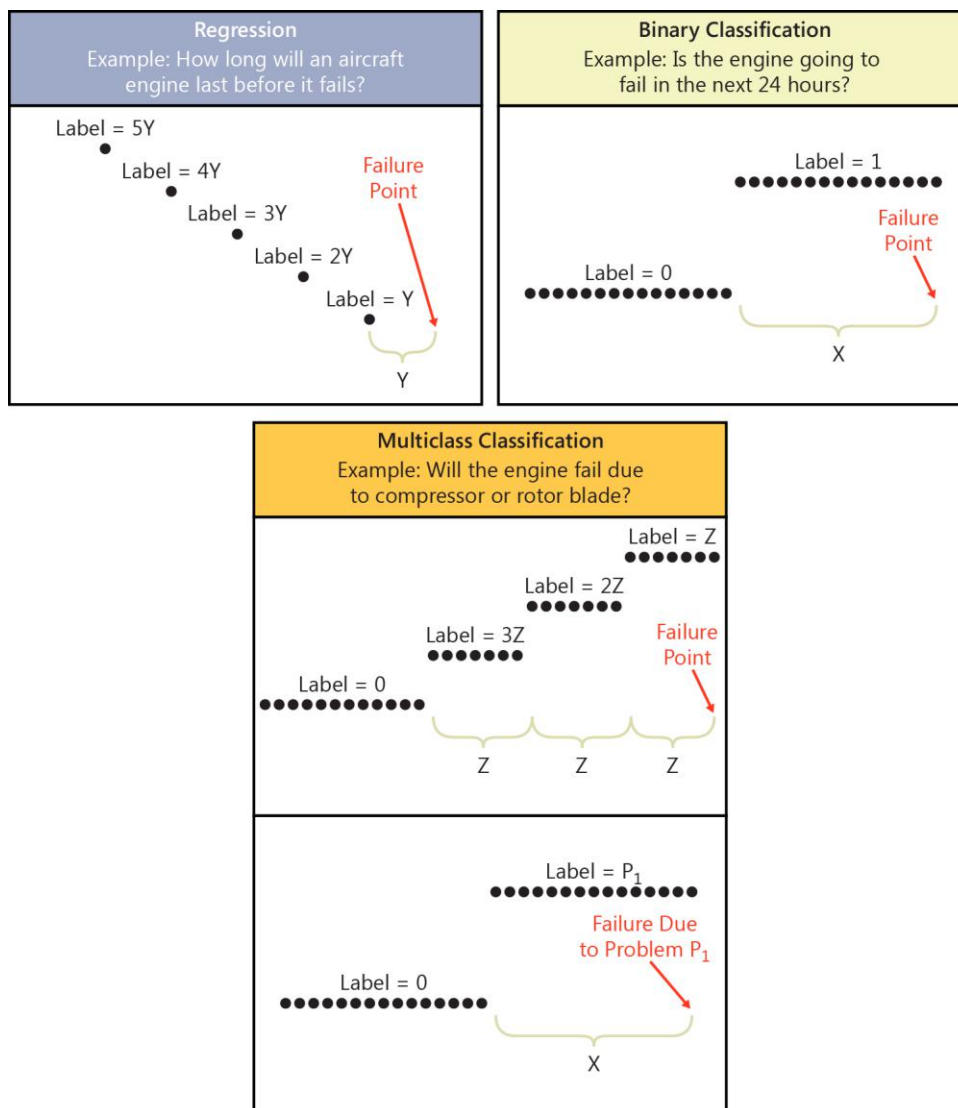 Regression
Example: How long will an aircraft
engine last before it fails?
Label = 5Y
Label = 4Y
Label = 3Y
Label = 2Y
Label = Y
Failure
Point
Y
Binary Classification
Example: Is the engine going to
fail in the next 24 hours?
Label = 1
Label = 0
Failure
Point
X
Multiclass Classification
Example: Will the engine fail due
to compressor or rotor blade?
Label = Z
Label = 2Z
Label = 3Z
Label = 0
Failure
Point
Z
Z
Z
Label = P₁
Failure Due
to Problem P₁
Label = 0
X